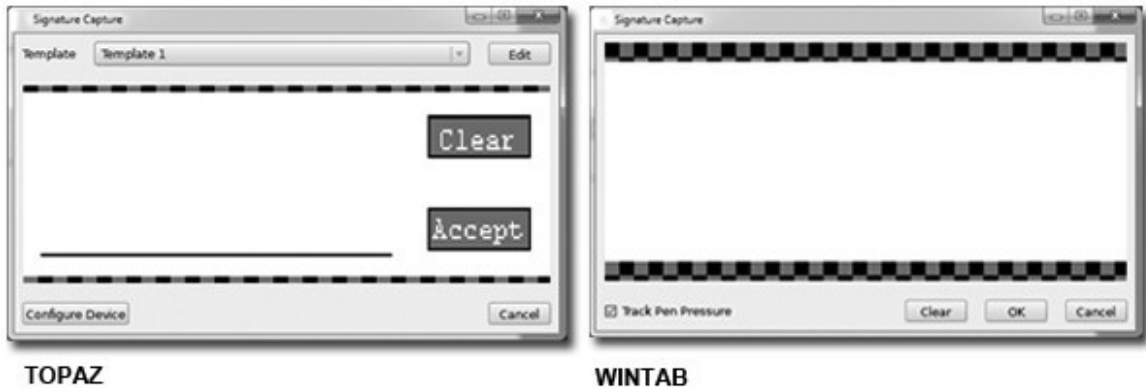 Signature Capture
Template Template 1 Edit
Clear
Accept
Configure Device Cancel
TOPAZ
Signature Capture
Track Pen Pressure Clear OK Cancel
WINTAB